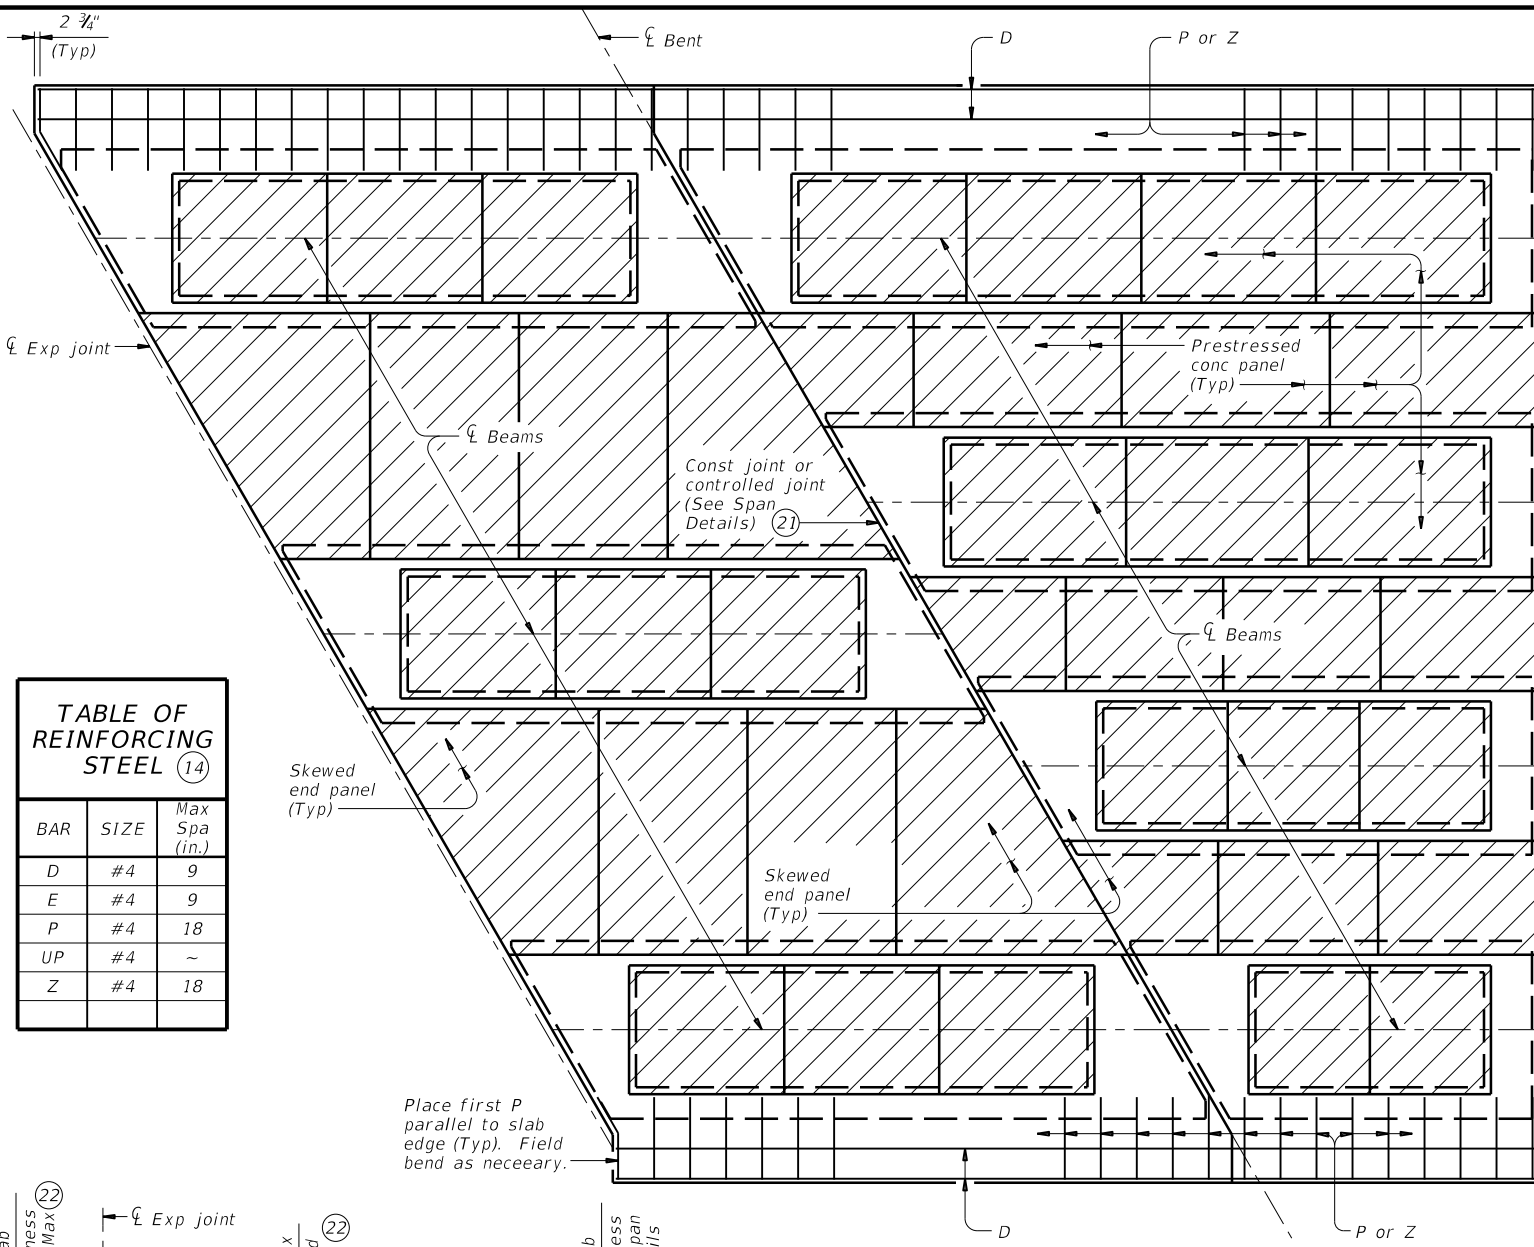 2 ¾"
(Typ)
℄ Bent
D
P or Z
℄ Exp joint
℄ Beams
Prestressed
conc panel
(Typ)
Const joint or
controlled joint
(See Span
Details) 21
℄ Beams
TABLE OF
REINFORCING
STEEL 14
BAR SIZE Max Spa (in.)
D #4 9
E #4 9
P #4 18
UP #4 ~
Z #4 18
Skewed
end panel
(Typ)
Skewed
end panel
(Typ)
Place first P
parallel to slab
edge (Typ). Field
bend as neceeary.
D
P or Z
22
Max
℄ Exp joint
22